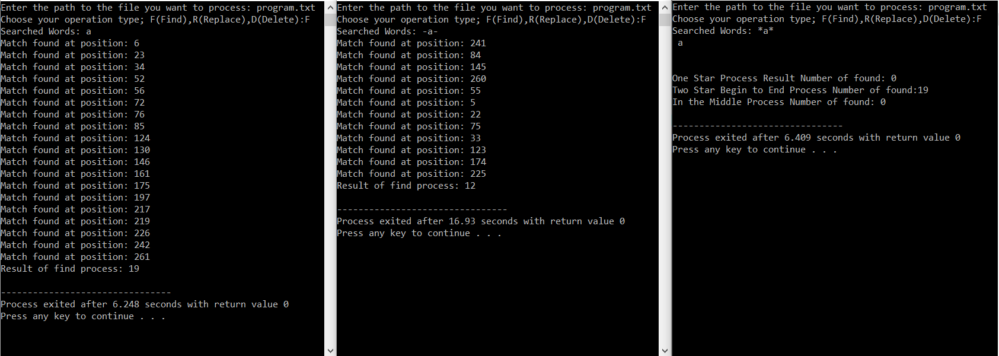 Enter the path to the file you want to process: program.txt
Choose your operation type; F(Find),R(Replace),D(Delete):F
Searched Words: a
Match found at position: 6
Match found at position: 23
Match found at position: 34
Match found at position: 52
Match found at position: 56
Match found at position: 72
Match found at position: 76
Match found at position: 85
Match found at position: 124
Match found at position: 130
Match found at position: 146
Match found at position: 161
Match found at position: 175
Match found at position: 197
Match found at position: 217
Match found at position: 219
Match found at position: 226
Match found at position: 242
Match found at position: 261
Result of find process: 19
--------------------------------
Process exited after 6.248 seconds with return value 0
Press any key to continue . . .
Enter the path to the file you want to process: program.txt
Choose your operation type; F(Find),R(Replace),D(Delete):F
Searched Words: -a-
Match found at position: 241
Match found at position: 84
Match found at position: 145
Match found at position: 260
Match found at position: 55
Match found at position: 5
Match found at position: 22
Match found at position: 75
Match found at position: 33
Match found at position: 123
Match found at position: 174
Match found at position: 225
Result of find process: 12
--------------------------------
Process exited after 16.93 seconds with return value 0
Press any key to continue . . .
Enter the path to the file you want to process: program.txt
Choose your operation type; F(Find),R(Replace),D(Delete):F
Searched Words: *a*
a
One Star Process Result Number of found: 0
Two Star Begin to End Process Number of found:19
In the Middle Process Number of found: 0
--------------------------------
Process exited after 6.409 seconds with return value 0
Press any key to continue . . .